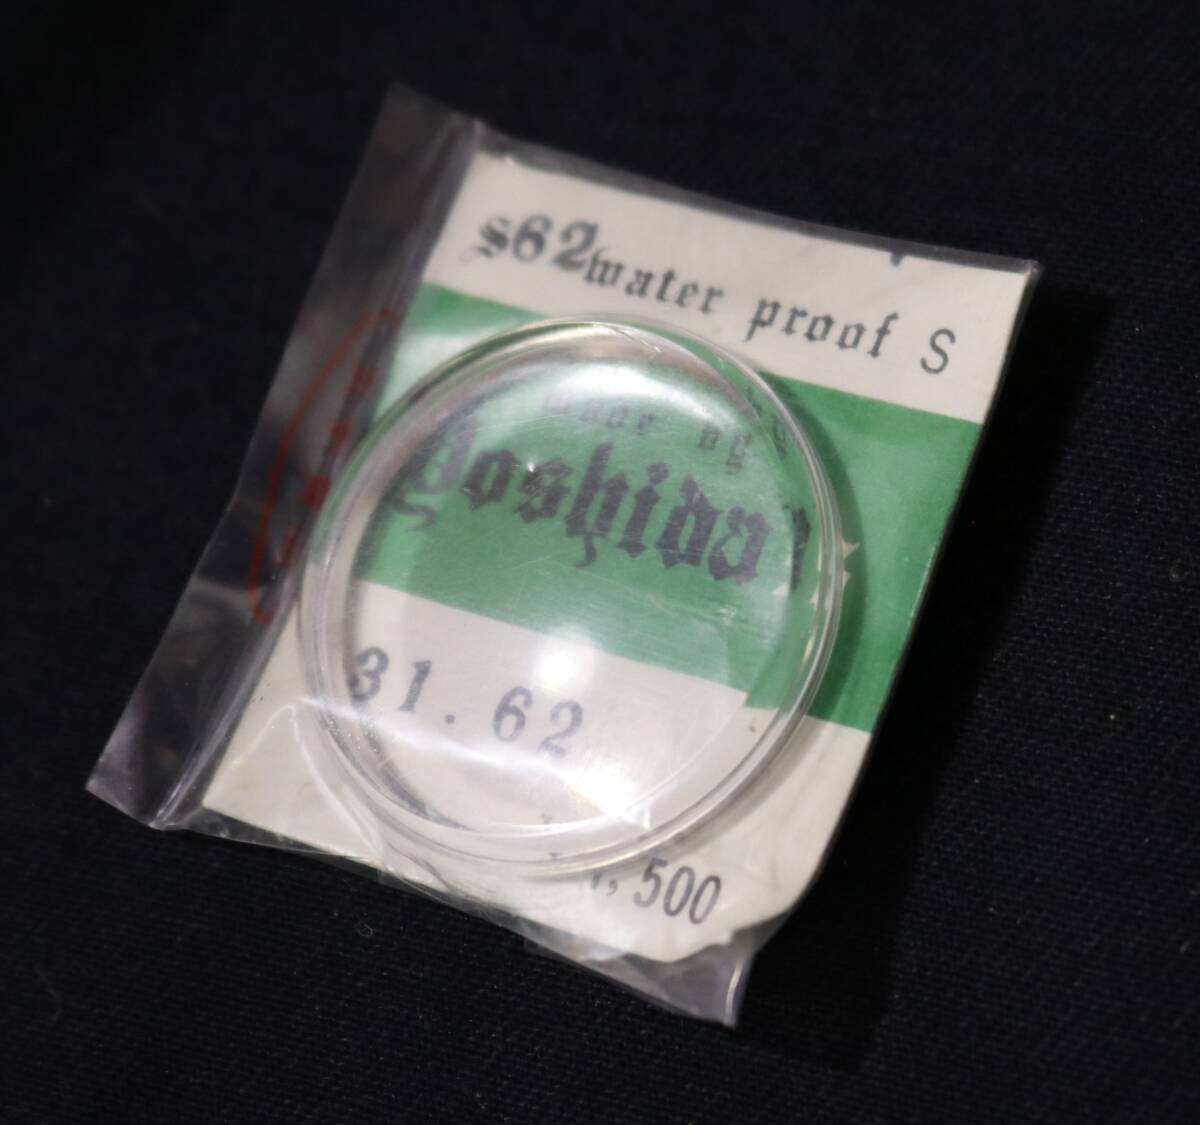 S62 water proof S
Yoshida
31.62
,500